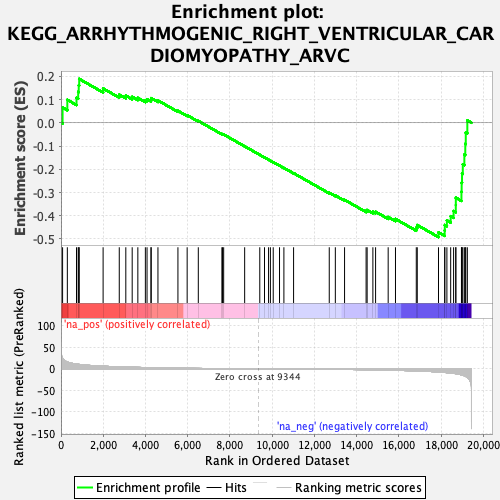 Enrichment plot:
KEGG_ARRHYTHMOGENIC_RIGHT_VENTRICULAR_CAR
DIOMYOPATHY_ARVC
Enrichment score (ES)
0.2
0.1
0.0
-0.1
-0.2
-0.3
-0.4
-0.5
'na_pos' (positively correlated)
Ranked list metric (PreRanked)
100
50
0
-50
-100
-150
Zero cross at 9344
'na_neg' (negatively correlated)
0
2,000
4,000
6,000
8,000
10,000
12,000
14,000
16,000
18,000
20,000
Rank in Ordered Dataset
Enrichment profile
Hits
Ranking metric scores